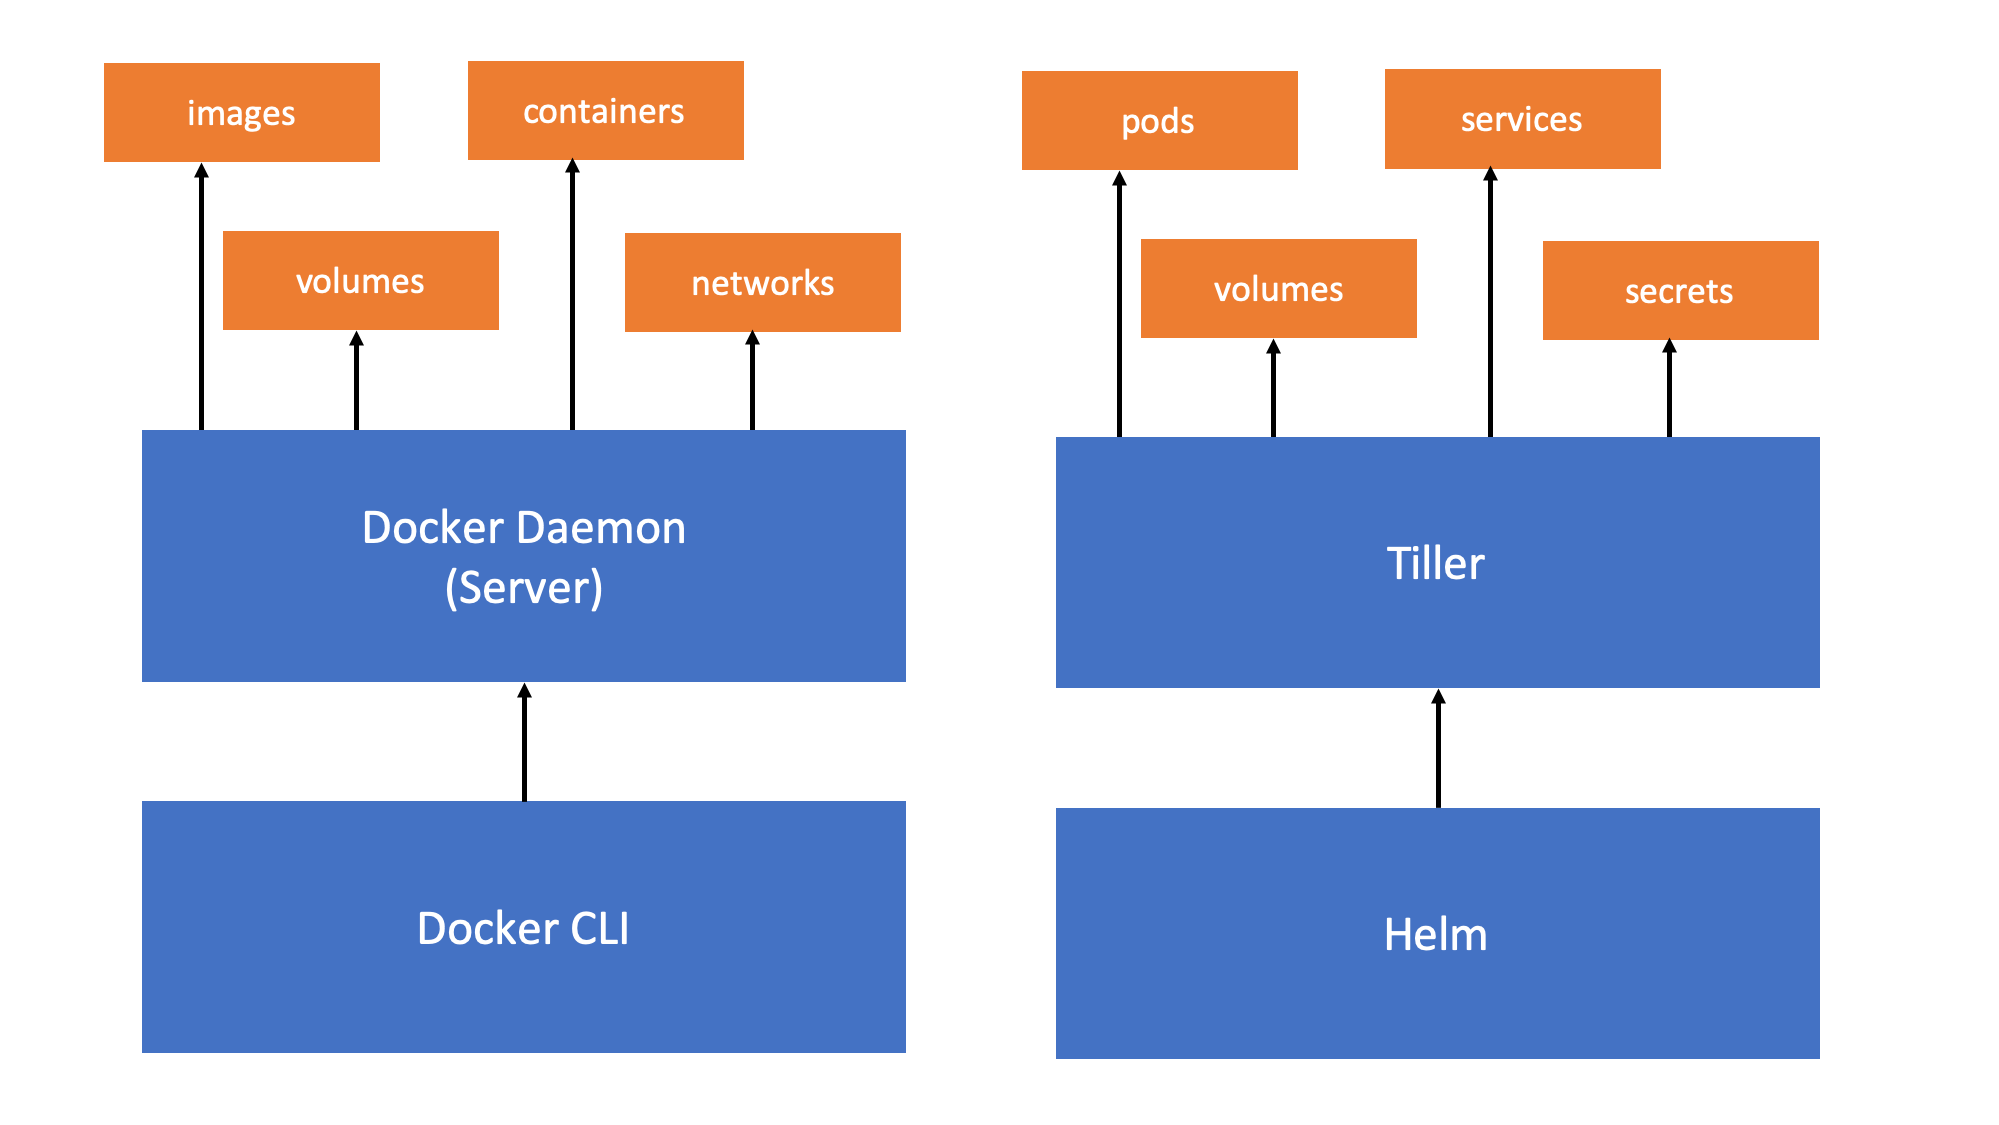 images
containers
volumes
networks
Docker Daemon
(Server)
Docker CLI
pods
services
volumes
secrets
Tiller
Helm